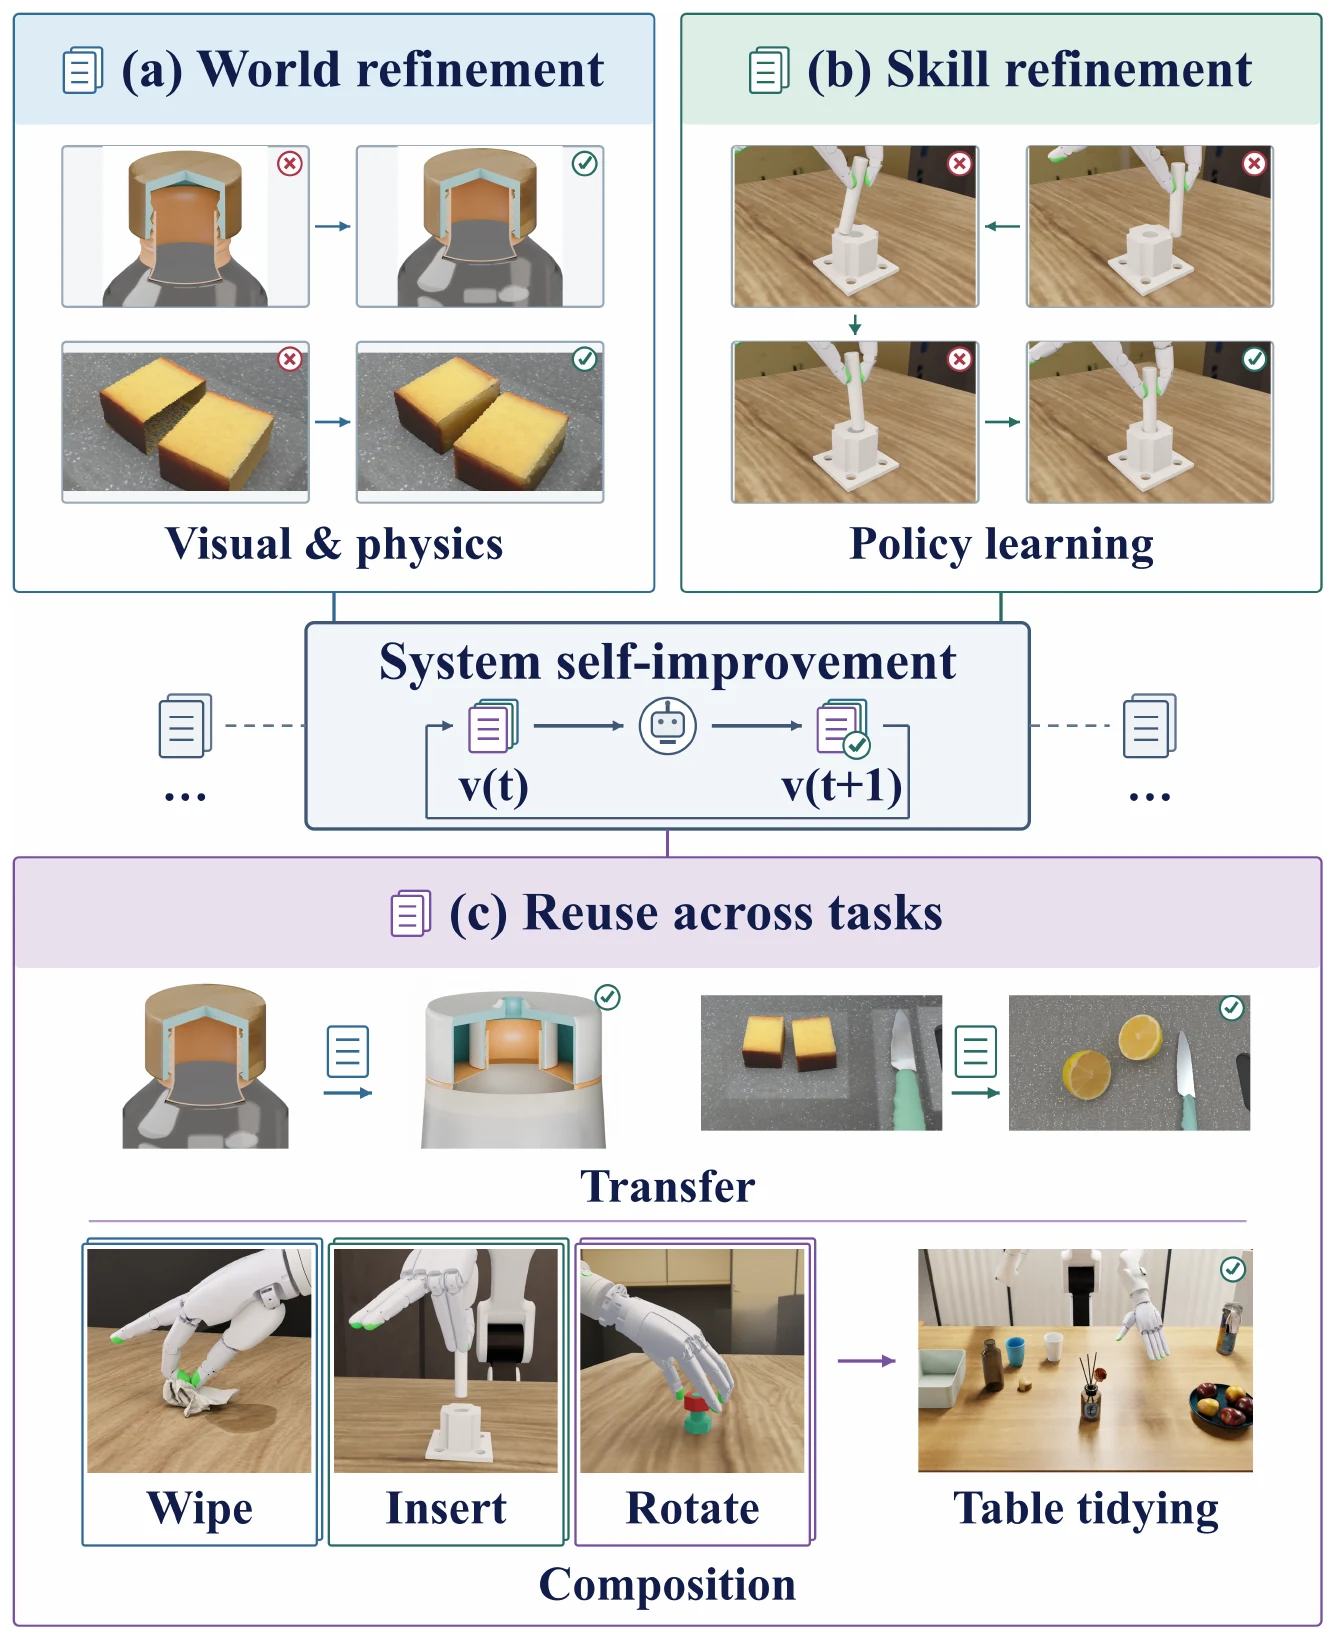 (a) World refinement
(b) Skill refinement
Visual & physics
Policy learning
System self-improvement
v(t)
v(t+1)
...
...
(c) Reuse across tasks
Transfer
Wipe
Insert
Rotate
Table tidying
Composition